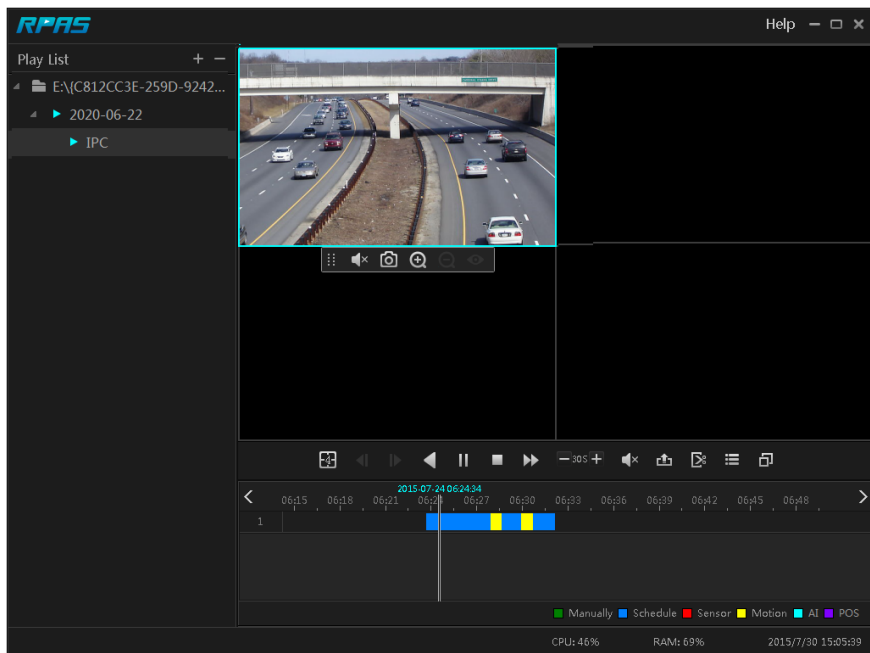 RPAS
Help
Play List + −
E:\{C812CC3E-259D-9242...
2020-06-22
IPC
4
30S
2015-07-24 06:24:34
06:15 06:18 06:21 06:24 06:27 06:30 06:33 06:36 06:39 06:42 06:45 06:48
1
Manually Schedule Sensor Motion AI POS
CPU: 46% RAM: 69% 2015/7/30 15:05:39